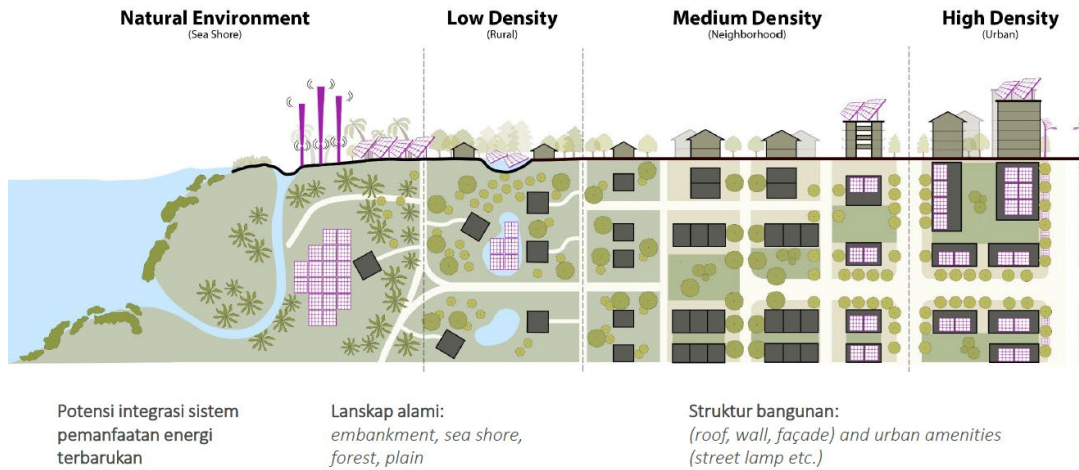 Natural Environment
(Sea Shore)
Low Density
(Rural)
Medium Density
(Neighborhood)
High Density
(Urban)
Potensi integrasi sistem
pemanfaatan energi
terbarukan
Lanskap alami:
embankment, sea shore,
forest, plain
Struktur bangunan:
(roof, wall, façade) and urban amenities
(street lamp etc.)